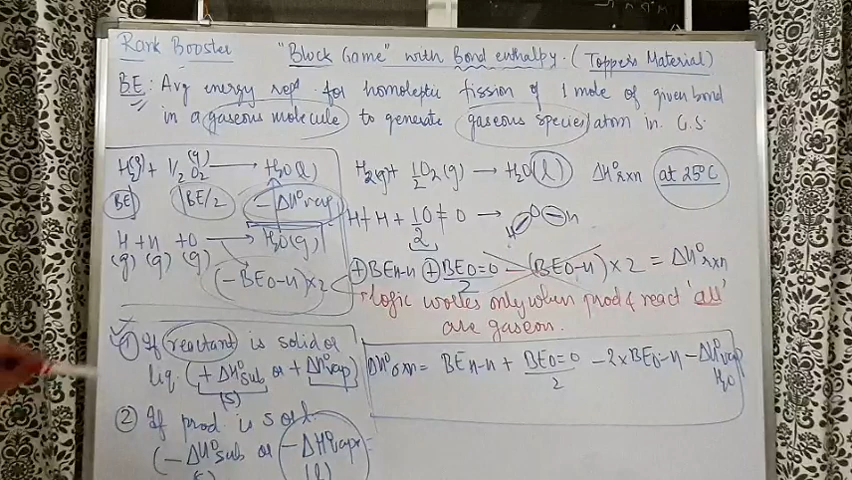 Rank Booster "Block Game" with Bond enthalpy. (Toppers Material)
BE: Avg energy reqd. for homolytic fission of 1 mole of given bond
in a gaseous molecule to generate gaseous species/atom in G.S.
H₂(g) + 1/2 O₂(g) → H₂O(l)
BE BE/2 -ΔH°vap
H + H + O → H₂O(g)
(g) (g) (g)
(-BEO-H)×2
H₂(g) + 1/2 O₂(g) → H₂O(l) ΔH°rxn at 25°C
H+H + 1/2 O≠O → H O H
+BEH-H + BEO=O/2 - (BEO-H)×2 = ΔH°rxn
logic works only when prod & react 'all'
are gaseous.
① If reactant is solid or
liq. (+ΔH°sub or +ΔH°vap)
(s)
② If prod. is s or l
(-ΔH°sub or -ΔH°vap)
(s) (l)
ΔH°rxn = BEH-H + BEO=O/2 - 2×BEO-H - ΔH°vap
H₂O